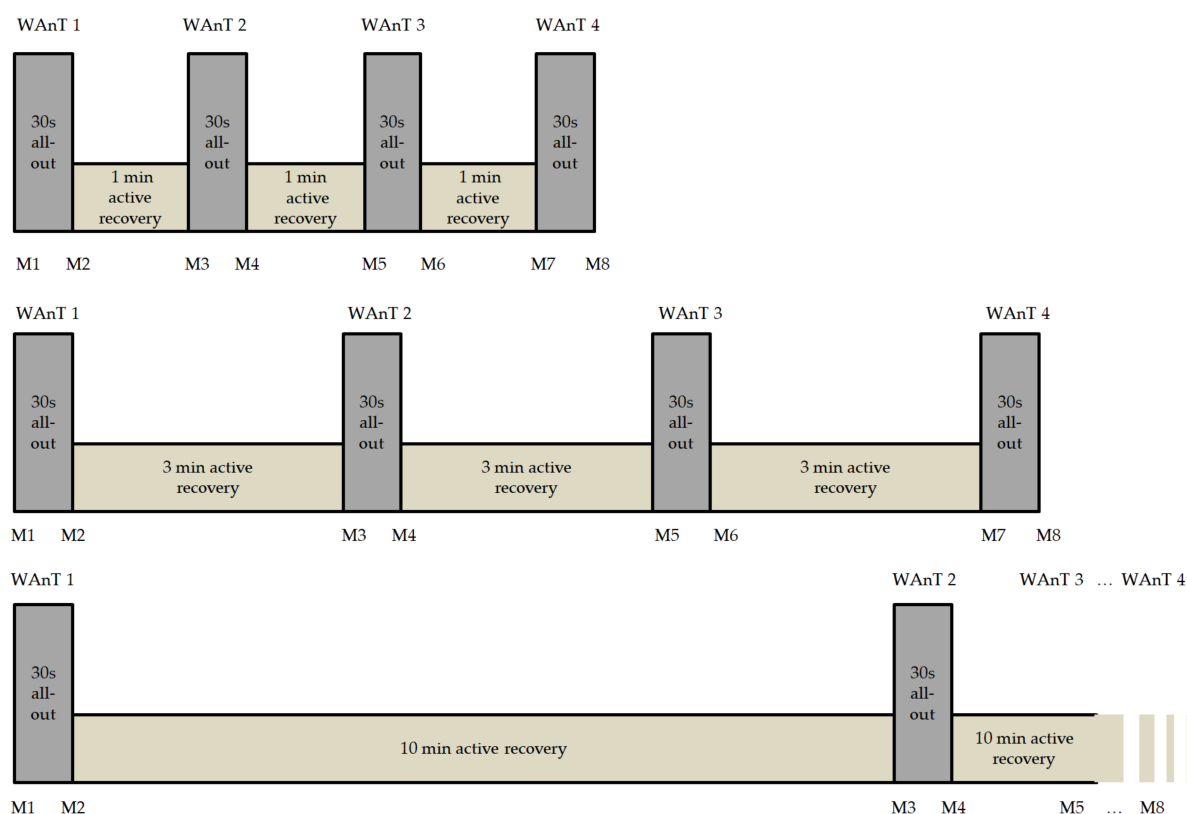 WAnT 1 WAnT 2 WAnT 3 WAnT 4
30s 30s 30s 30s
all- all- all- all-
out out out out
1 min 1 min 1 min
active active active
recovery recovery recovery
M1 M2 M3 M4 M5 M6 M7 M8
WAnT 1 WAnT 2 WAnT 3 WAnT 4
30s 30s 30s 30s
all- all- all- all-
out out out out
3 min active 3 min active 3 min active
recovery recovery recovery
M1 M2 M3 M4 M5 M6 M7 M8
WAnT 1 WAnT 2 WAnT 3 … WAnT 4
30s 30s
all- all-
out out
10 min active recovery 10 min active
recovery
M1 M2 M3 M4 M5 … M8